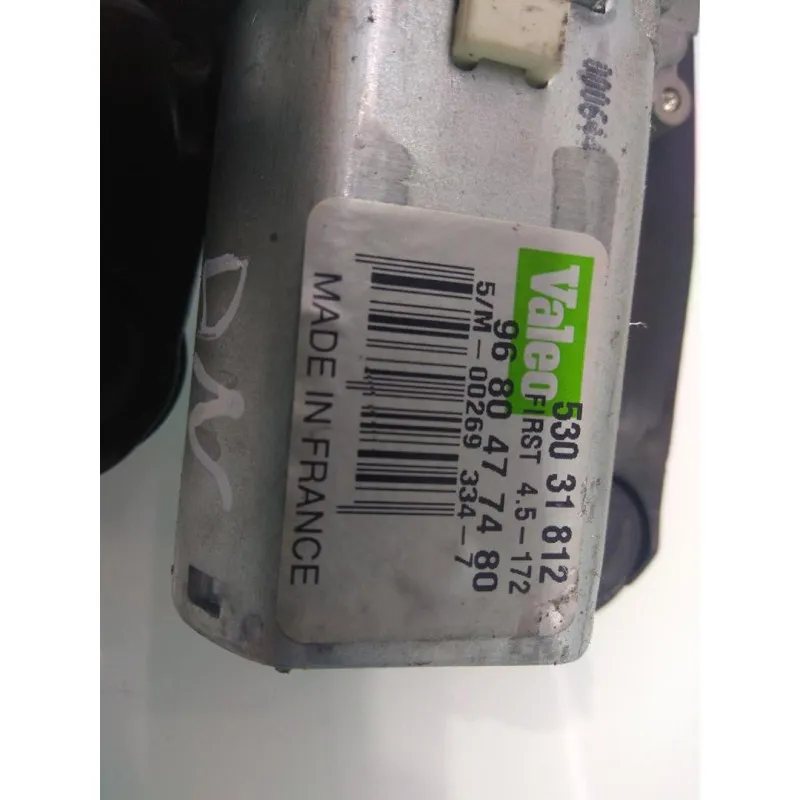 Valeo
530 31 812
FIRST 4.5-172
96 80 47 74 80
5/M-00269 334-7
MADE IN FRANCE